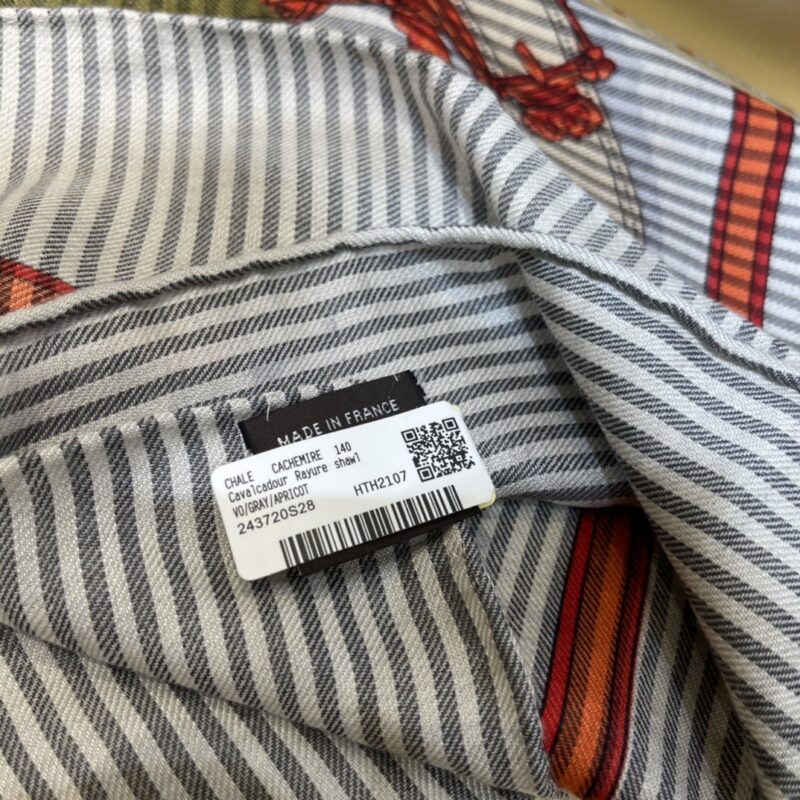 MADE IN FRANCE
CHALE CACHEMIRE 140
Cavalcadour Rayure shawl
VO/GRAY/APRICOT
243720S28
HTH2107